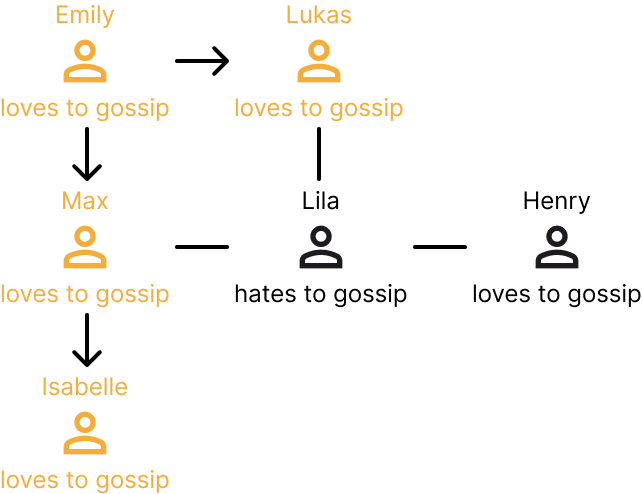 Emily
Lukas
loves to gossip
loves to gossip
Max
Lila
Henry
loves to gossip
hates to gossip
loves to gossip
Isabelle
loves to gossip